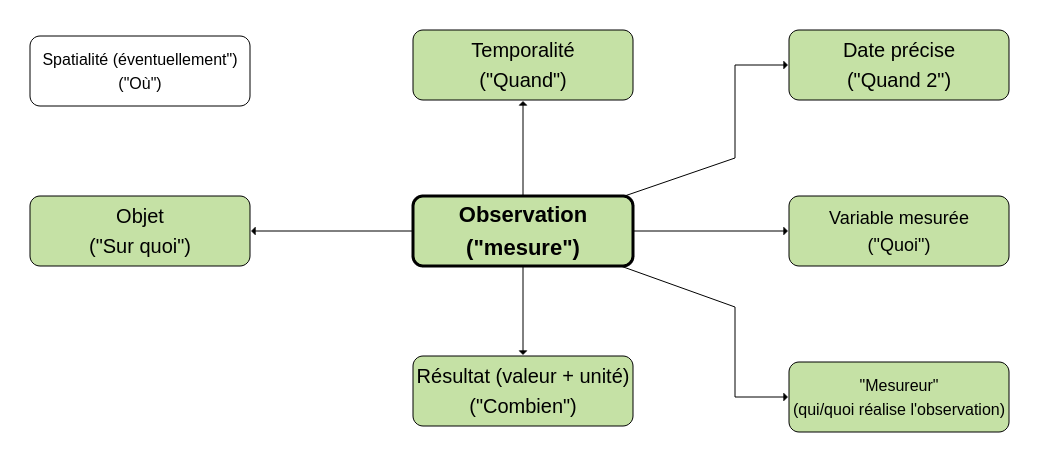 Spatialité (éventuellement")
("Où")
Temporalité
("Quand")
Date précise
("Quand 2")
Objet
("Sur quoi")
Observation
("mesure")
Variable mesurée
("Quoi")
Résultat (valeur + unité)
("Combien")
"Mesureur"
(qui/quoi réalise l'observation)